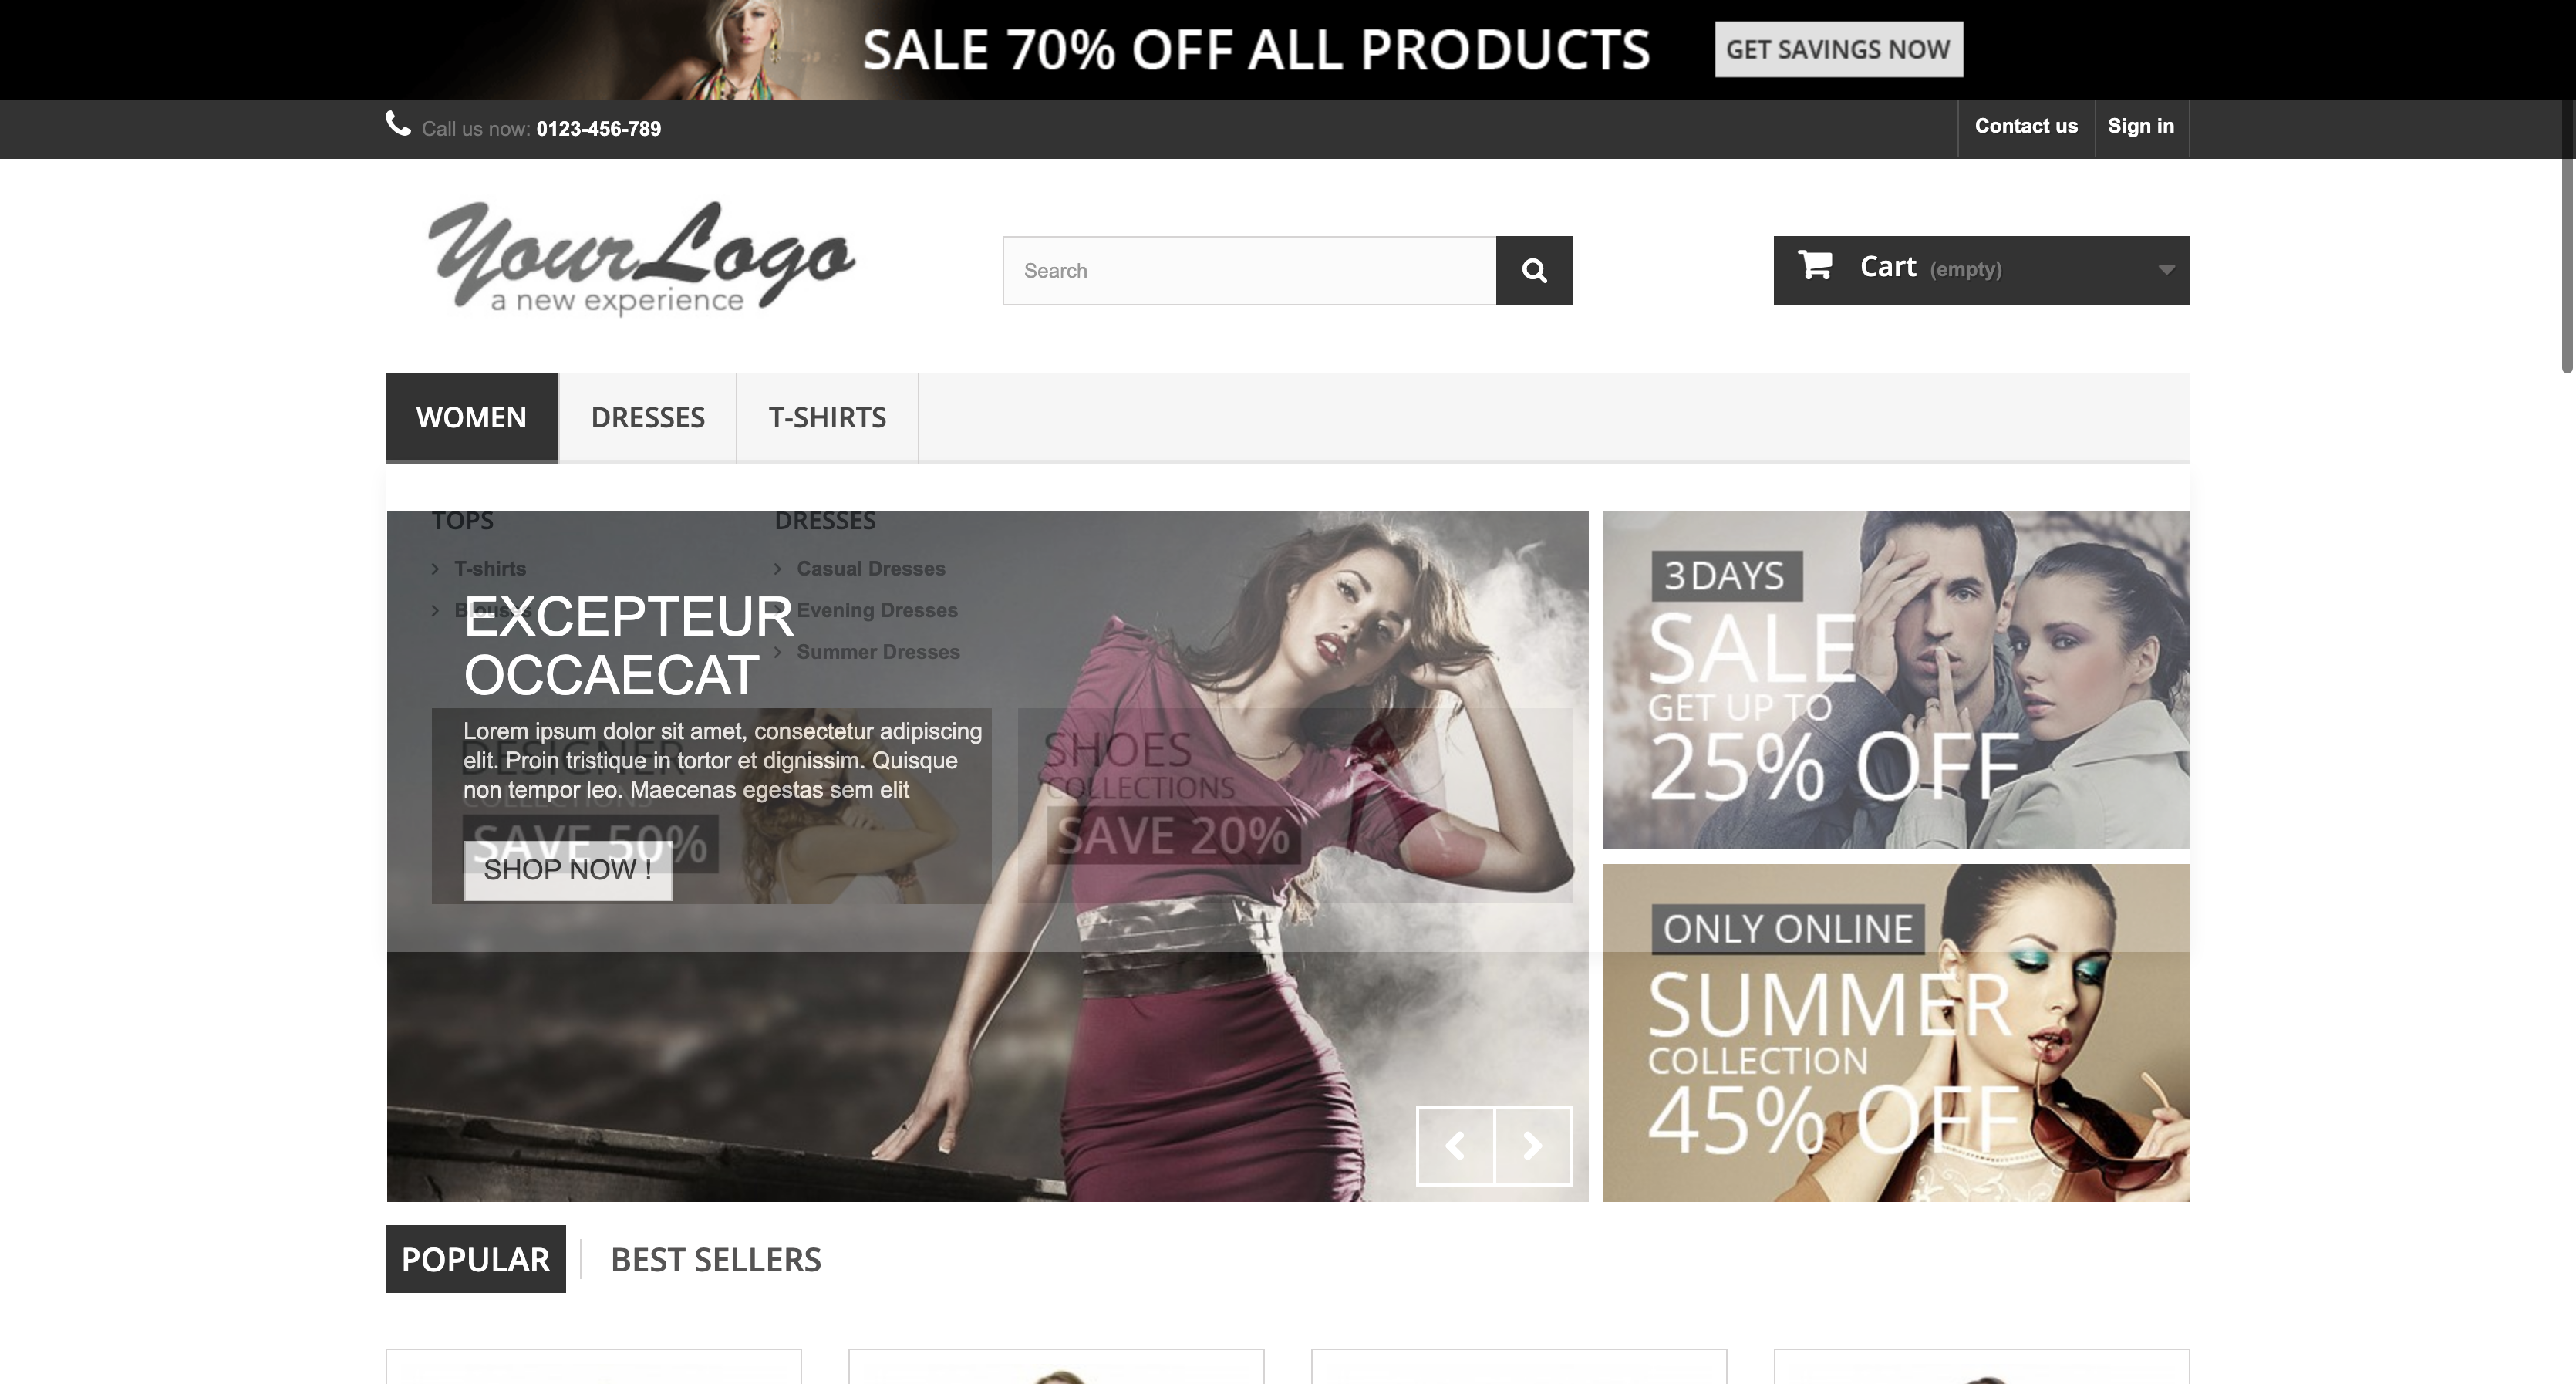 SALE 70% OFF ALL PRODUCTS
GET SAVINGS NOW
Call us now: 0123-456-789
Contact us
Sign in
YourLogo
a new experience
Search
Cart (empty)
WOMEN
DRESSES
T-SHIRTS
TOPS
T-shirts
Blouses
DRESSES
Casual Dresses
Evening Dresses
Summer Dresses
EXCEPTEUR
OCCAECAT
Lorem ipsum dolor sit amet, consectetur adipiscing
elit. Proin tristique in tortor et dignissim. Quisque
non tempor leo. Maecenas egestas sem elit
SHOP NOW !
DESIGNER
COLLECTIONS
SAVE 50%
SHOES
COLLECTIONS
SAVE 20%
3 DAYS
SALE
GET UP TO
25% OFF
ONLY ONLINE
SUMMER
COLLECTION
45% OFF
POPULAR
BEST SELLERS